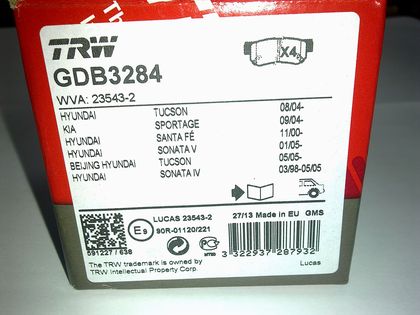 TRW
X4
GDB3284
WVA: 23543-2
HYUNDAI TUCSON 08/04-
KIA SPORTAGE 09/04-
HYUNDAI SANTA FÉ 11/00-
HYUNDAI SONATA V 01/05-
BEIJING HYUNDAI TUCSON 05/05-
HYUNDAI SONATA IV 03/98-05/05
LUCAS 23543-2 27/13 Made in EU GMS
E9 90R-01120/221
591227 / 636
3 322937 287932
The TRW trademark is owned by
TRW Intellectual Property Corp.
Lucas